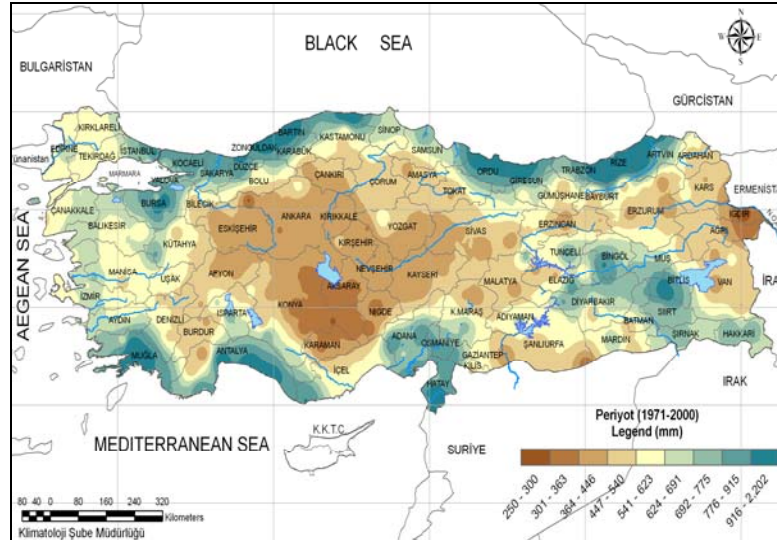 BLACK SEA
N
W E
S
BULGARİSTAN
GÜRCİSTAN
KIRKLARELİ
EDİRNE
TEKİRDAĞ
İSTANBUL
KOCAELİ
YALOVA
SAKARYA
DÜZCE
ZONGULDAK
BARTIN
KARABÜK
KASTAMONU
SİNOP
SAMSUN
ORDU
GİRESUN
TRABZON
RİZE
ARTVİN
ARDAHAN
ünanistan
MARMARA
BOLU
ÇANKIRI
ÇORUM
AMASYA
TOKAT
GÜMÜŞHANE
BAYBURT
KARS
ERMENİSTA
ÇANAKKALE
BALIKESİR
BURSA
BİLECİK
ESKİŞEHİR
ANKARA
KIRIKKALE
YOZGAT
SİVAS
ERZİNCAN
ERZURUM
IĞDIR
AĞRI
AEGEAN SEA
KÜTAHYA
KIRŞEHİR
NEVŞEHİR
KAYSERİ
TUNÇELİ
BİNGÖL
MUŞ
MANİSA
UŞAK
AFYON
AKSARAY
MALATYA
ELAZIĞ
BİTLİS
VAN
İRA
İZMİR
AYDIN
DENİZLİ
ISPARTA
BURDUR
KONYA
NİĞDE
K.MARAŞ
ADIYAMAN
DİYARBAKIR
BATMAN
SİİRT
ŞIRNAK
HAKKARİ
MUĞLA
ANTALYA
KARAMAN
İÇEL
ADANA
OSMANİYE
GAZİANTEP
KİLİS
ŞANLIURFA
MARDİN
HATAY
IRAK
K.K.T.C
MEDITERRANEAN SEA
SURİYE
Periyot (1971-2000)
Legend (mm)
250 - 300
301 - 363
364 - 446
447 - 540
541 - 623
624 - 691
692 - 775
776 - 915
916 - 2.202
80 40 0 80 160 240 320
Kilometers
Klimatoloji Şube Müdürlüğü